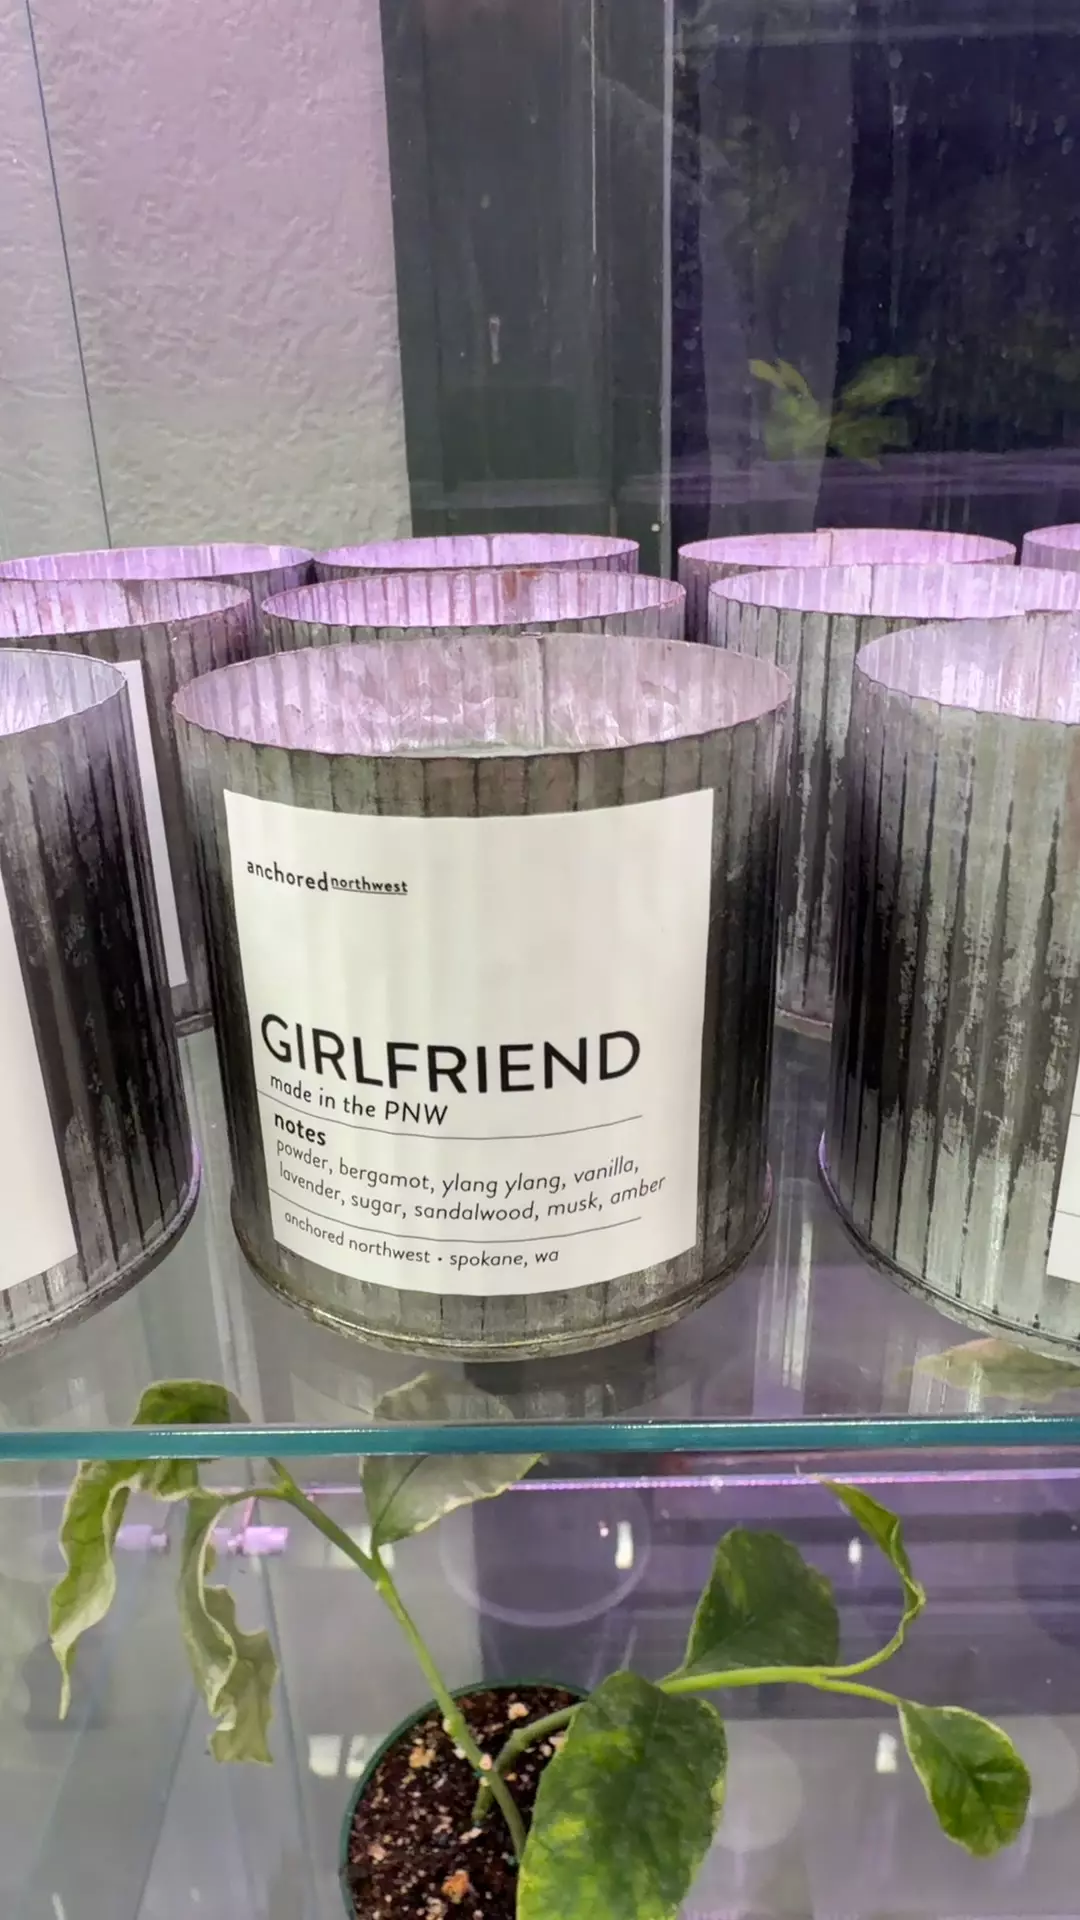 anchored northwest
GIRLFRIEND
made in the PNW
notes
powder, bergamot, ylang ylang, vanilla,
lavender, sugar, sandalwood, musk, amber
anchored northwest • spokane, wa